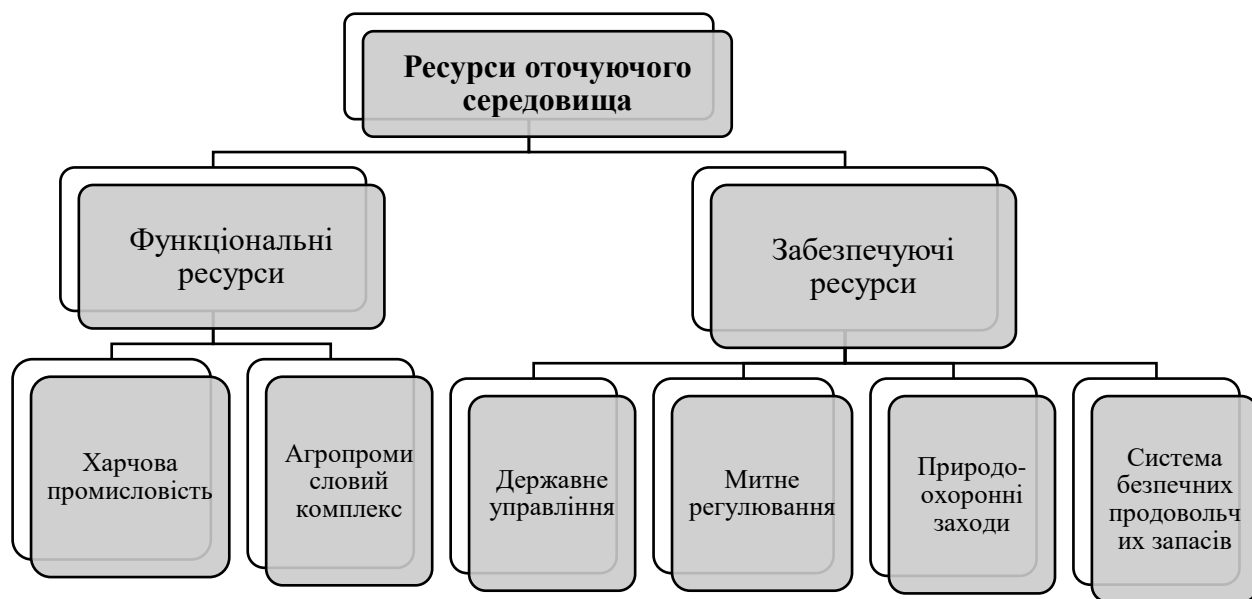 Ресурси оточуючого
середовища
Функціональні
ресурси
Забезпечуючі
ресурси
Харчова
промисловість
Агропроми
словий
комплекс
Державне
управління
Митне
регулювання
Природо-
охоронні
заходи
Система
безпечних
продовольч
их запасів